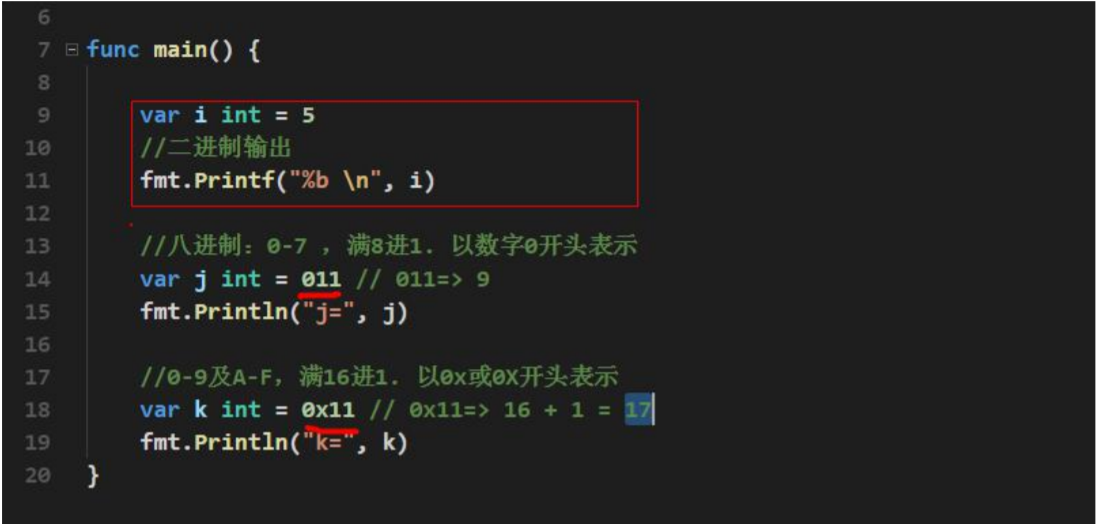 6
7 func main() {
8
9 var i int = 5
10 //二进制输出
11 fmt.Printf("%b \n", i)
12
13 //八进制：0-7 ，满8进1. 以数字0开头表示
14 var j int = 011 // 011=> 9
15 fmt.Println("j=", j)
16
17 //0-9及A-F，满16进1. 以0x或0X开头表示
18 var k int = 0x11 // 0x11=> 16 + 1 = 17
19 fmt.Println("k=", k)
20 }